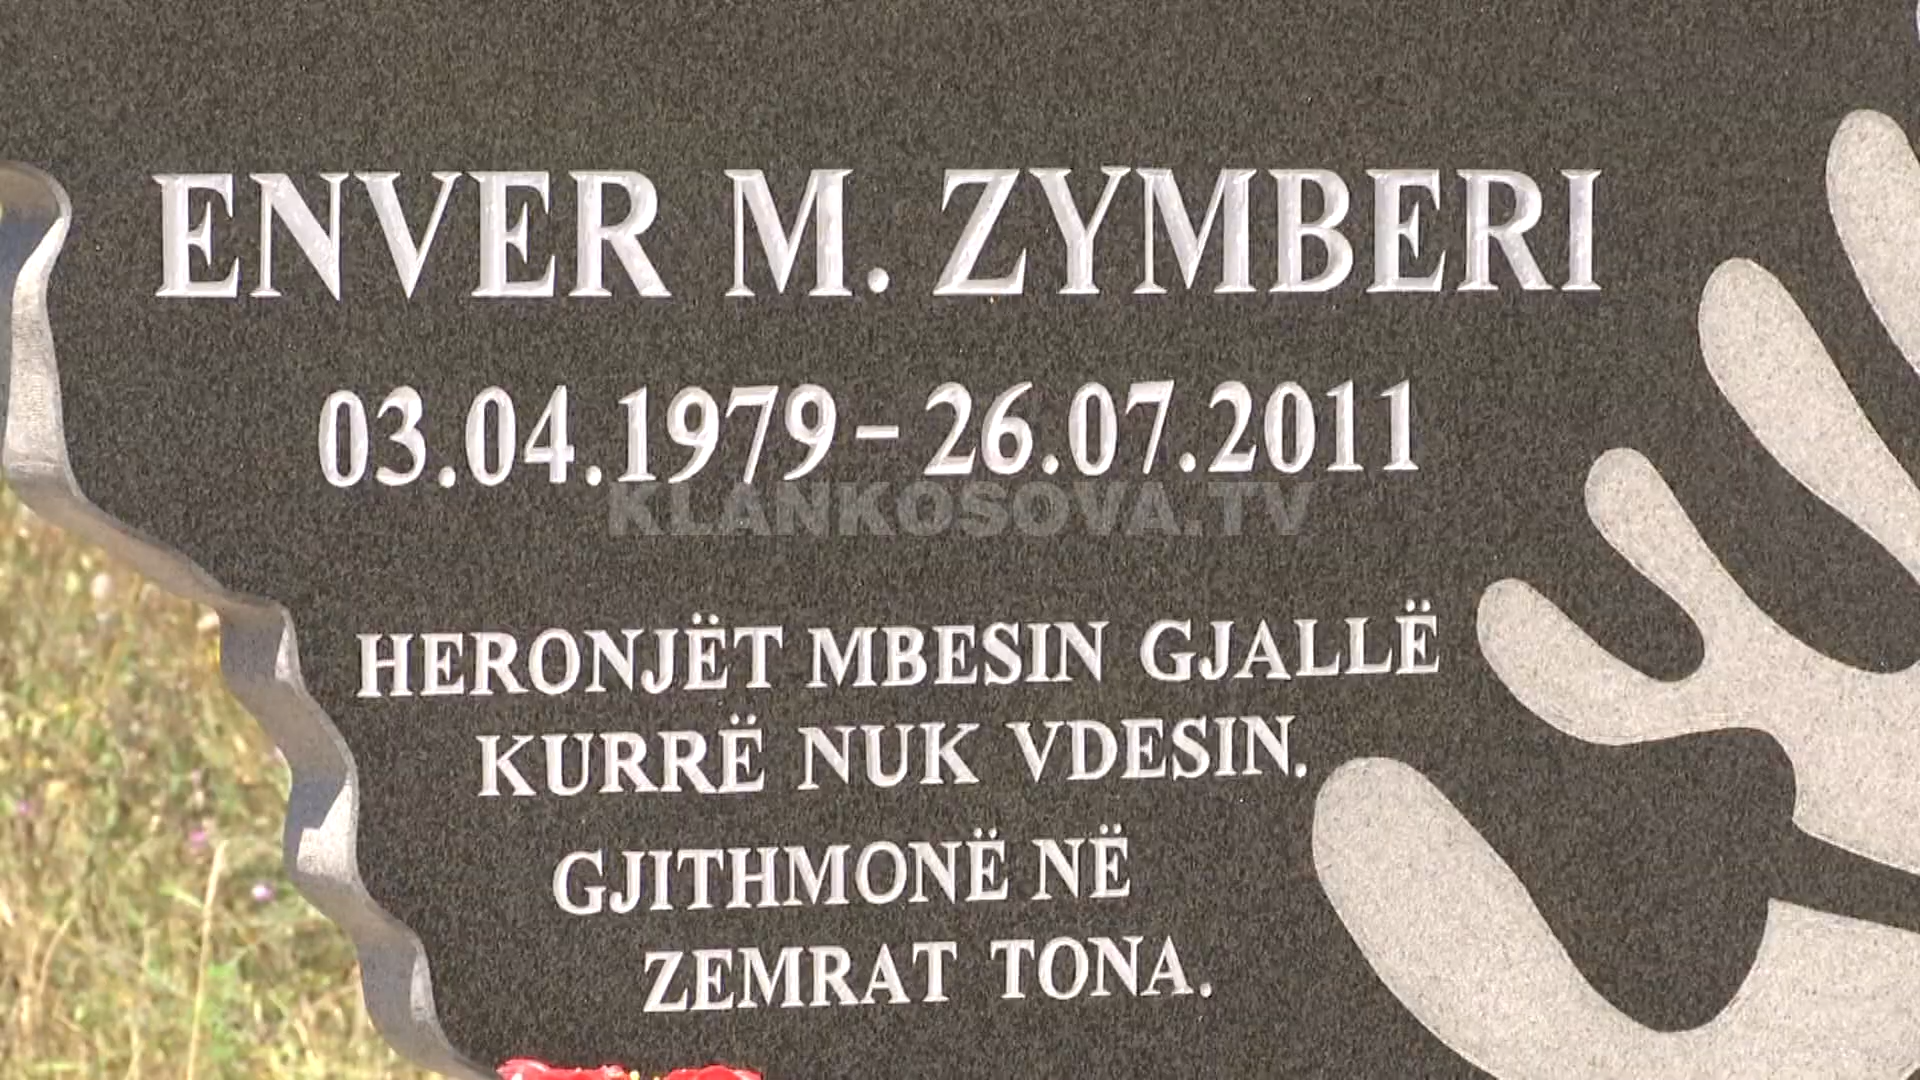 ENVER M. ZYMBERI
03.04.1979 – 26.07.2011
KLANKOSOVA.TV
HERONJËT MBESIN GJALLË
KURRË NUK VDESIN.
GJITHMONË NË
ZEMRAT TONA.